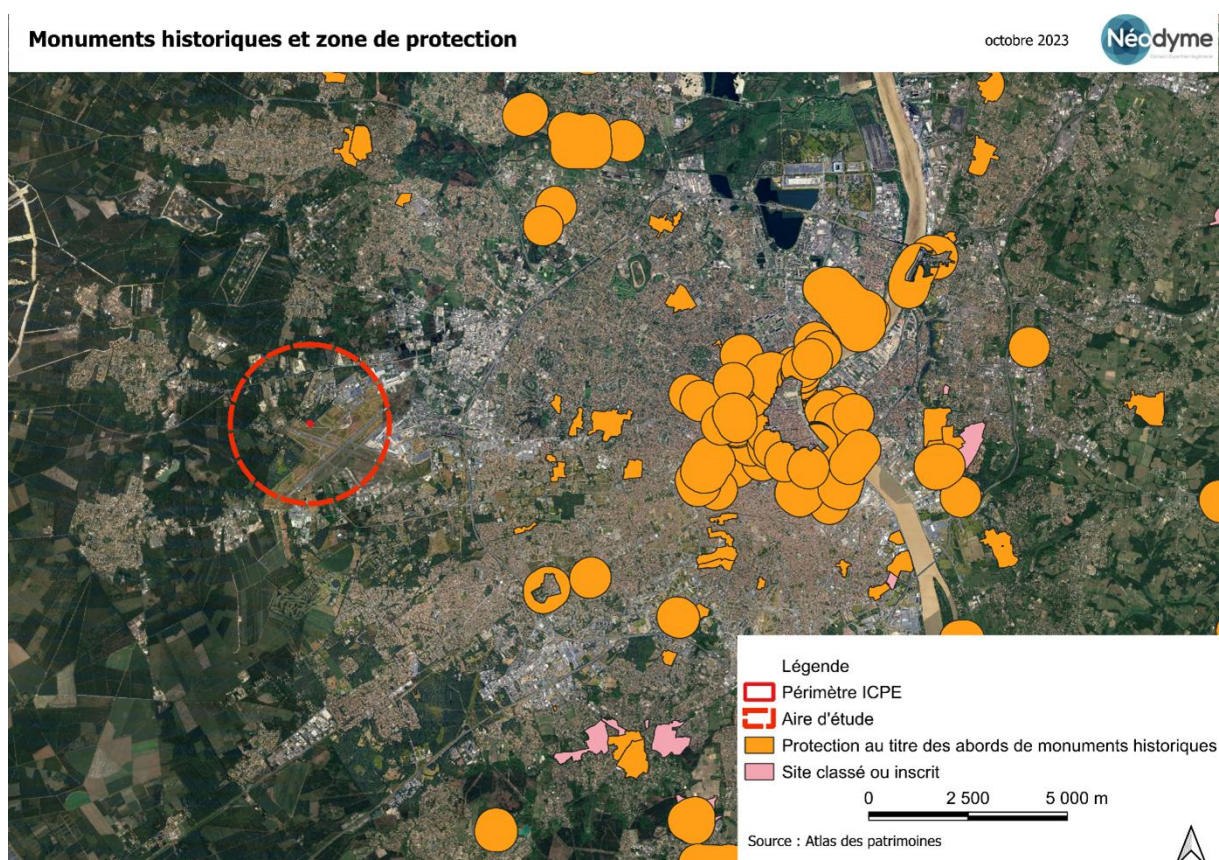 Monuments historiques et zone de protection
octobre 2023
Néodyme
Légende
Périmètre ICPE
Aire d'étude
Protection au titre des abords de monuments historiques
Site classé ou inscrit
0 2 500 5 000 m
Source : Atlas des patrimoines